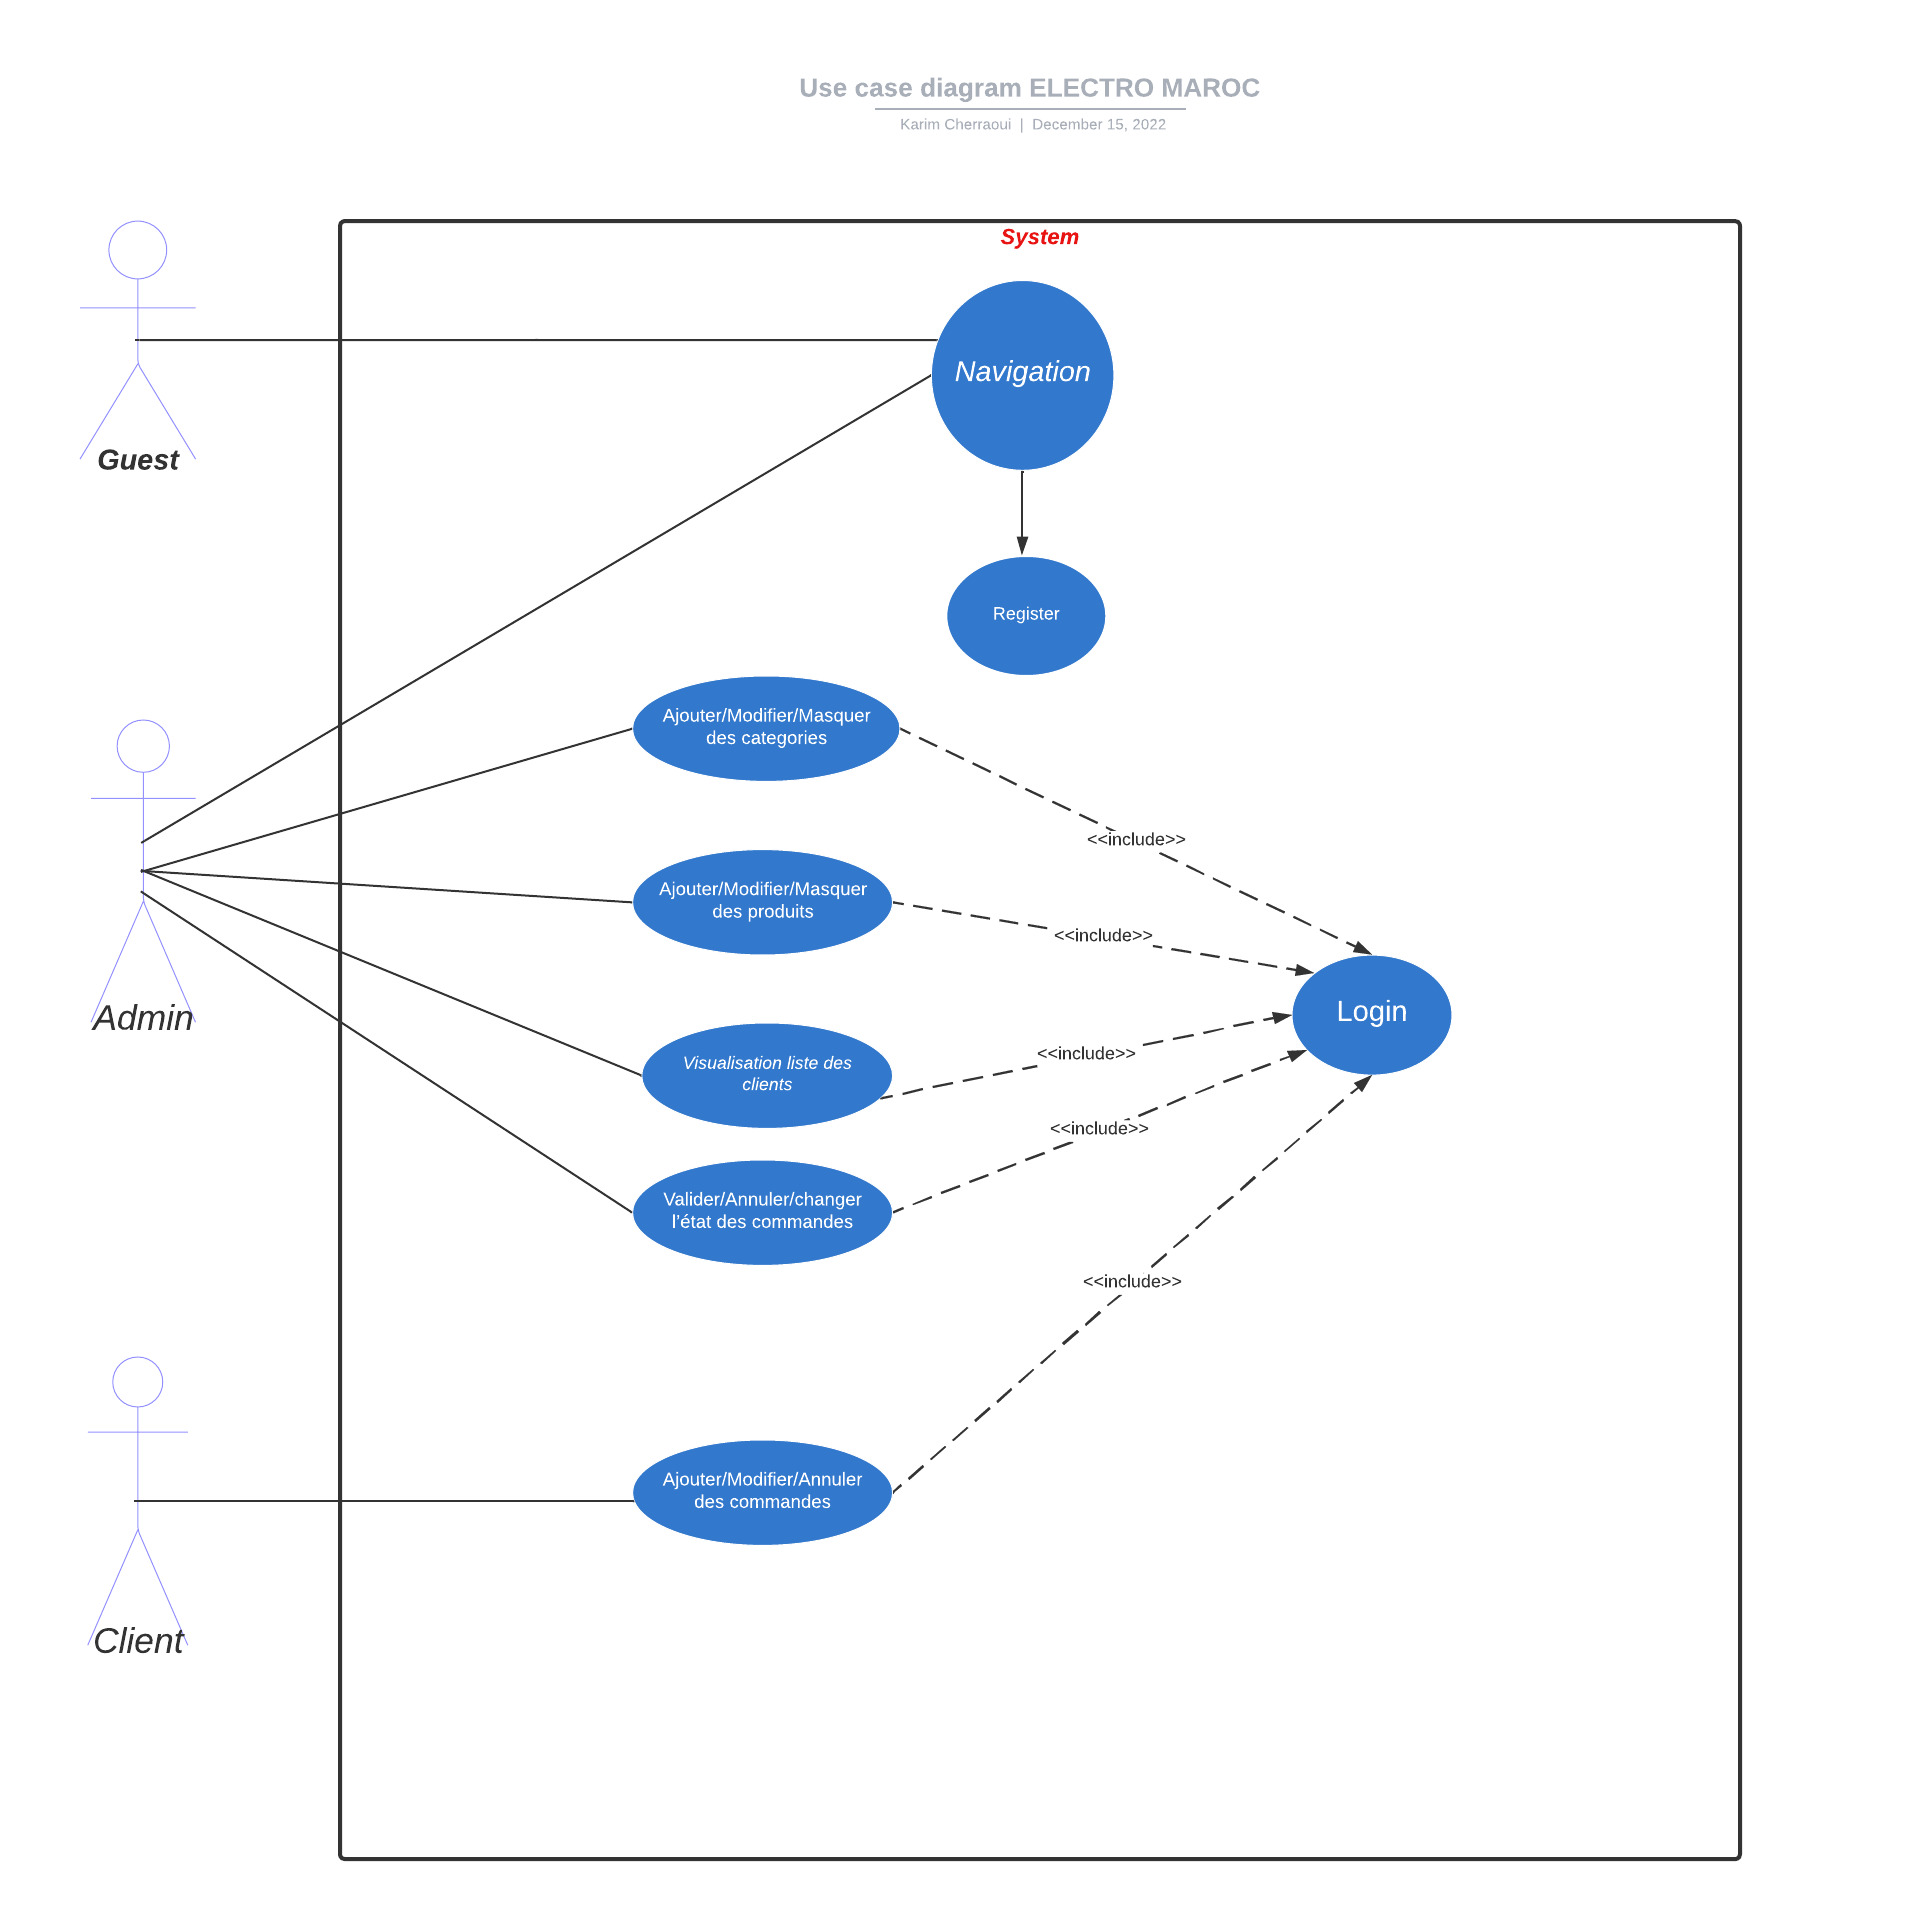 Use case diagram ELECTRO MAROC
Karim Cherraoui | December 15, 2022
System
Navigation
Guest
Register
Ajouter/Modifier/Masquer
des categories
<<include>>
Ajouter/Modifier/Masquer
des produits
<<include>>
Admin
Login
Visualisation liste des
clients
<<include>>
<<include>>
Valider/Annuler/changer
l'état des commandes
<<include>>
Ajouter/Modifier/Annuler
des commandes
Client